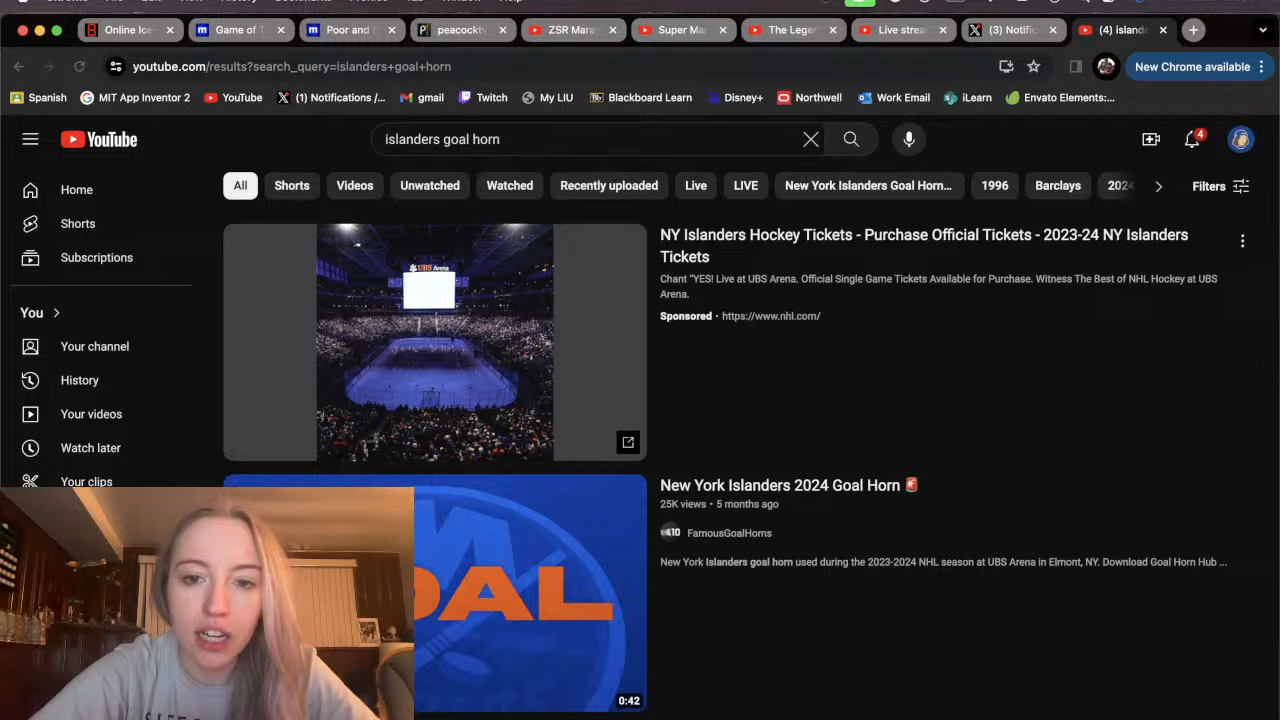 Online Ice
Game of T
Poor and
peacockt
ZSR Mara
Super Ma
The Leger
Live strea
(3) Notific
(4) island
youtube.com/results?search_query=islanders+goal+horn
New Chrome available
Spanish
MIT App Inventor 2
YouTube
(1) Notifications /...
gmail
Twitch
My LIU
Blackboard Learn
Disney+
Northwell
Work Email
iLearn
Envato Elements:...
YouTube
islanders goal horn
4
Home
Shorts
Subscriptions
You
Your channel
History
Your videos
Watch later
Your clips
All
Shorts
Videos
Unwatched
Watched
Recently uploaded
Live
LIVE
New York Islanders Goal Horn...
1996
Barclays
2024
Filters
UBS Arena
NY Islanders Hockey Tickets - Purchase Official Tickets - 2023-24 NY Islanders
Tickets
Chant "YES! Live at UBS Arena. Official Single Game Tickets Available for Purchase. Witness The Best of NHL Hockey at UBS
Arena.
Sponsored • https://www.nhl.com/
OAL
0:42
New York Islanders 2024 Goal Horn 🚨
25K views • 5 months ago
FamousGoalHorns
New York Islanders goal horn used during the 2023-2024 NHL season at UBS Arena in Elmont, NY. Download Goal Horn Hub ...